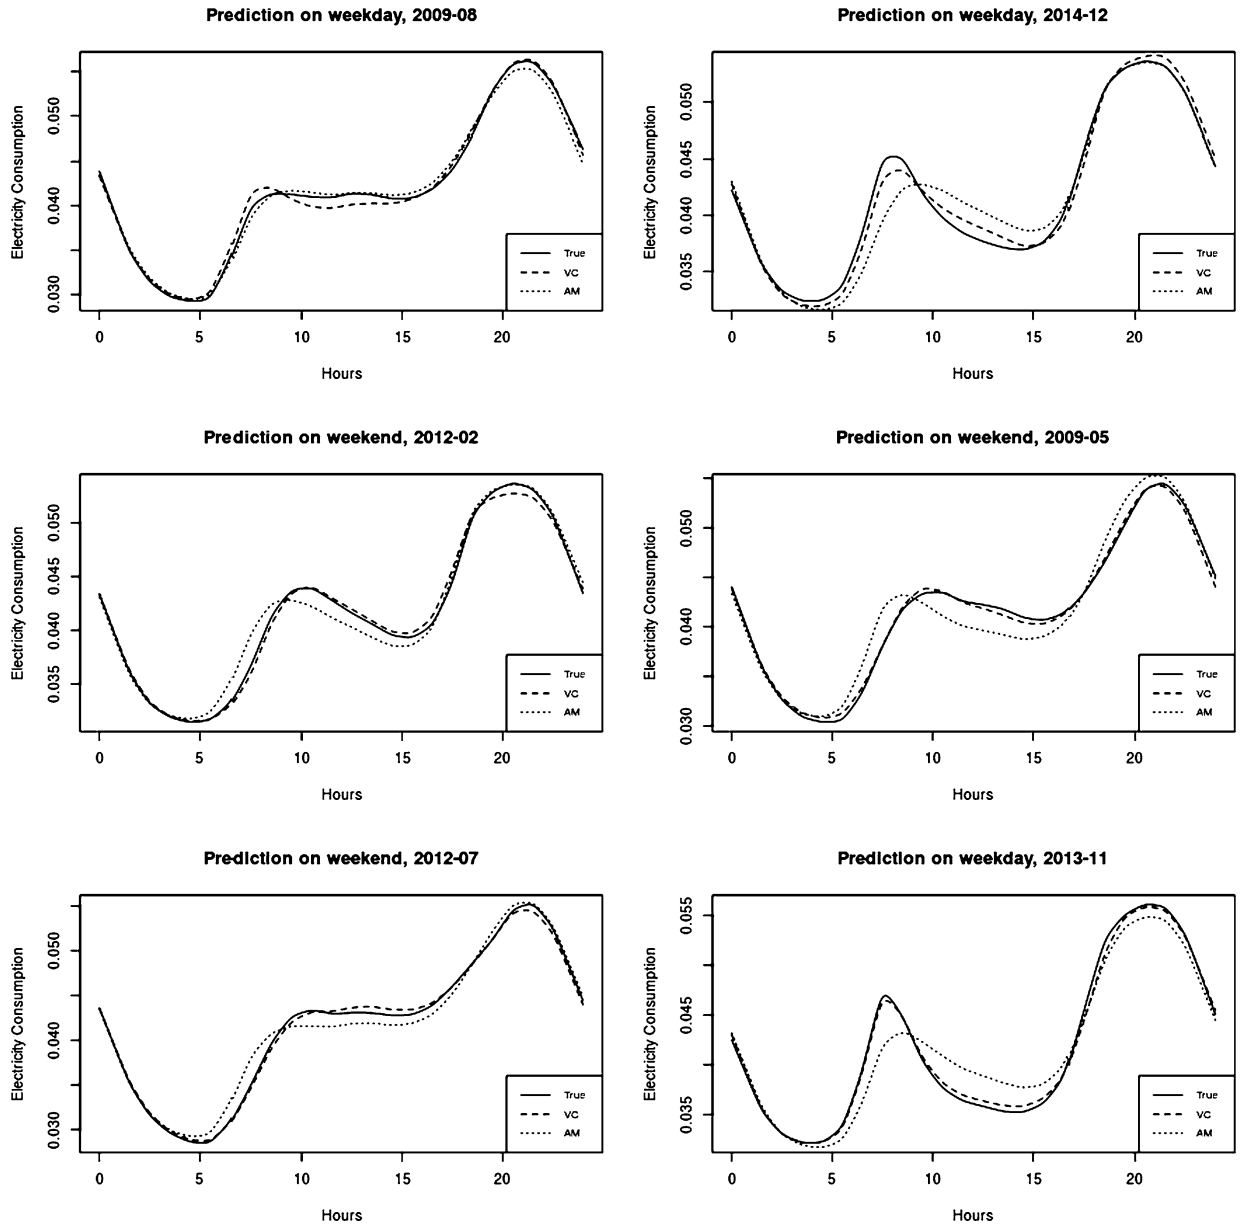 Prediction on weekday, 2009-08
Electricity Consumption
0.030
0.040
0.050
0
5
10
15
20
Hours
True
VC
AM
Prediction on weekday, 2014-12
Electricity Consumption
0.035
0.040
0.045
0.050
0
5
10
15
20
Hours
True
VC
AM
Prediction on weekend, 2012-02
Electricity Consumption
0.035
0.040
0.045
0.050
0
5
10
15
20
Hours
True
VC
AM
Prediction on weekend, 2009-05
Electricity Consumption
0.030
0.040
0.050
0
5
10
15
20
Hours
True
VC
AM
Prediction on weekend, 2012-07
Electricity Consumption
0.030
0.040
0.050
0
5
10
15
20
Hours
True
VC
AM
Prediction on weekday, 2013-11
Electricity Consumption
0.035
0.045
0.055
0
5
10
15
20
Hours
True
VC
AM